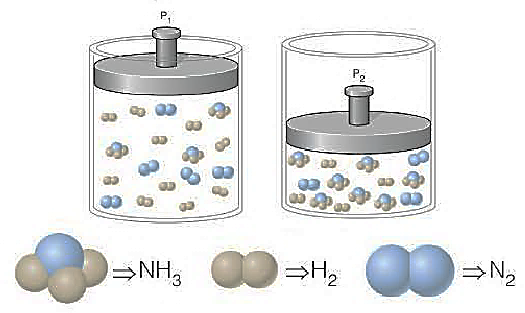 P₁
P₂
⇒NH₃ ⇒H₂ ⇒N₂